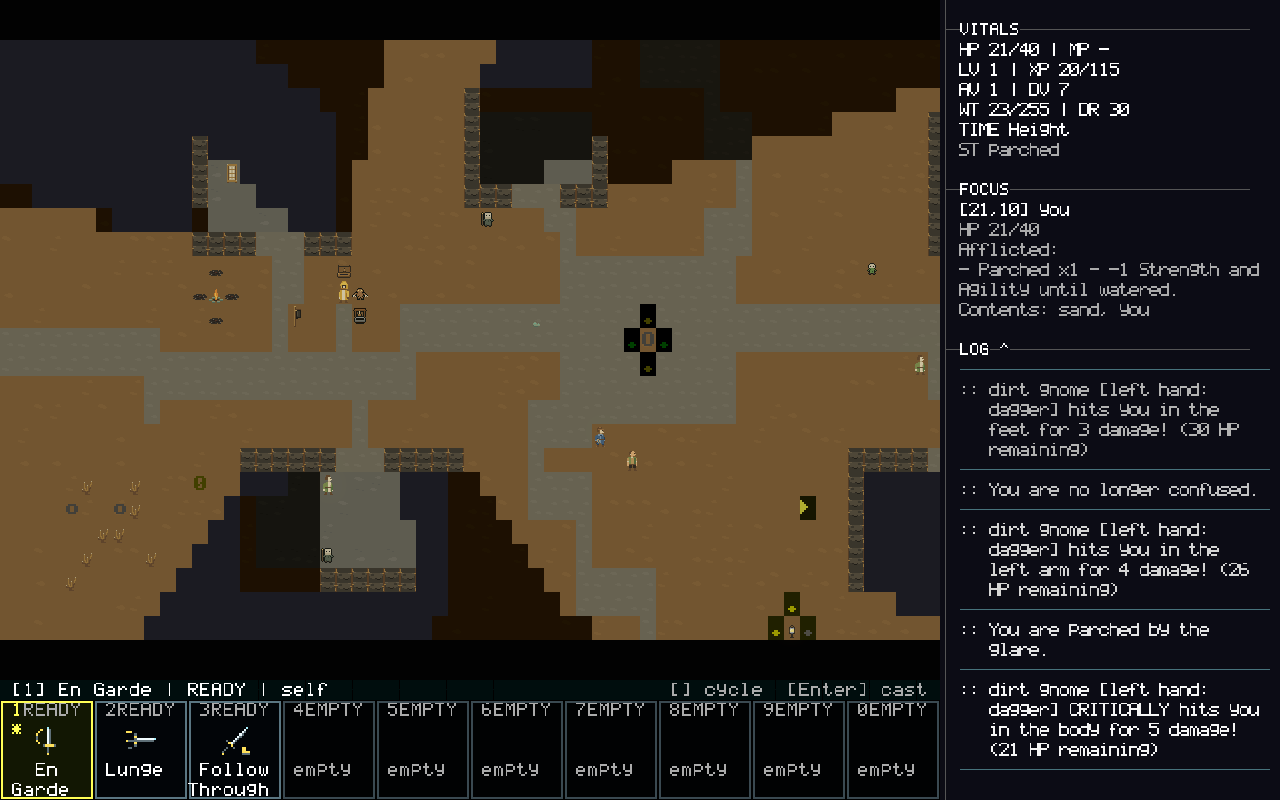 VITALS
HP 21/40 | MP -
LV 1 | XP 20/115
AV 1 | DV 7
WT 23/255 | DR 30
TIME Height
ST Parched
FOCUS
[21,10] You
HP 21/40
Afflicted:
- Parched x1 - -1 Strength and
Agility until watered.
Contents: sand, You
LOG ^
:: dirt gnome [left hand:
dagger] hits you in the
feet for 3 damage! (30 HP
remaining)
:: You are no longer confused.
:: dirt gnome [left hand:
dagger] hits you in the
left arm for 4 damage! (26
HP remaining)
:: You are Parched by the
glare.
:: dirt gnome [left hand:
dagger] CRITICALLY hits you
in the body for 5 damage!
(21 HP remaining)
[1] En Garde | READY | self
[] cycle [Enter] cast
1READY 2READY 3READY 4EMPTY 5EMPTY 6EMPTY 7EMPTY 8EMPTY 9EMPTY 0EMPTY
*
En Lunge Follow empty empty empty empty empty empty empty
Garde Through